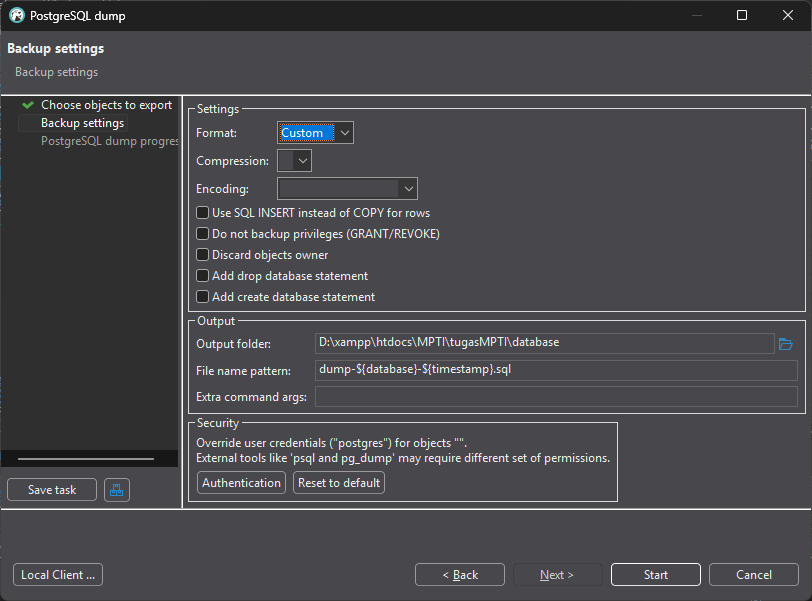 PostgreSQL dump
Backup settings
Backup settings
Choose objects to export
Backup settings
PostgreSQL dump progres
Settings
Format: Custom
Compression:
Encoding:
Use SQL INSERT instead of COPY for rows
Do not backup privileges (GRANT/REVOKE)
Discard objects owner
Add drop database statement
Add create database statement
Output
Output folder: D:\xampp\htdocs\MPTI\tugasMPTI\database
File name pattern: dump-${database}-${timestamp}.sql
Extra command args:
Security
Override user credentials ("postgres") for objects "".
External tools like 'psql and pg_dump' may require different set of permissions.
Authentication Reset to default
Save task
Local Client ... < Back Next > Start Cancel